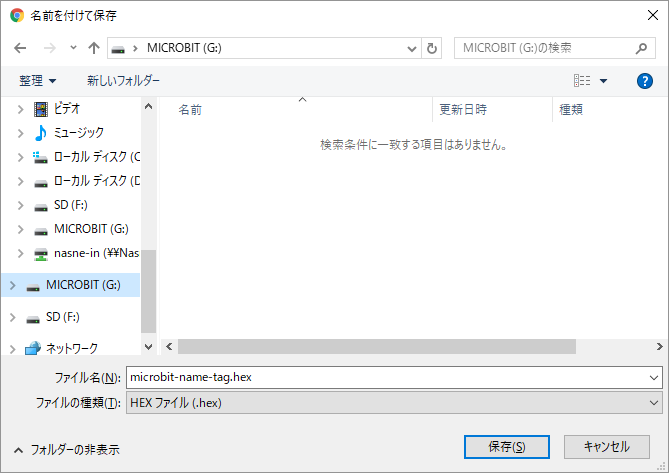 名前を付けて保存
MICROBIT (G:)
MICROBIT (G:)の検索
整理
新しいフォルダー
?
名前
更新日時
種類
検索条件に一致する項目はありません。
ビデオ
ミュージック
ローカル ディスク (C
ローカル ディスク (D
SD (F:)
MICROBIT (G:)
nasne-in (¥¥Nas
MICROBIT (G:)
SD (F:)
ネットワーク
ファイル名(N):
microbit-name-tag.hex
ファイルの種類(T):
HEX ファイル (.hex)
フォルダーの非表示
保存(S)
キャンセル